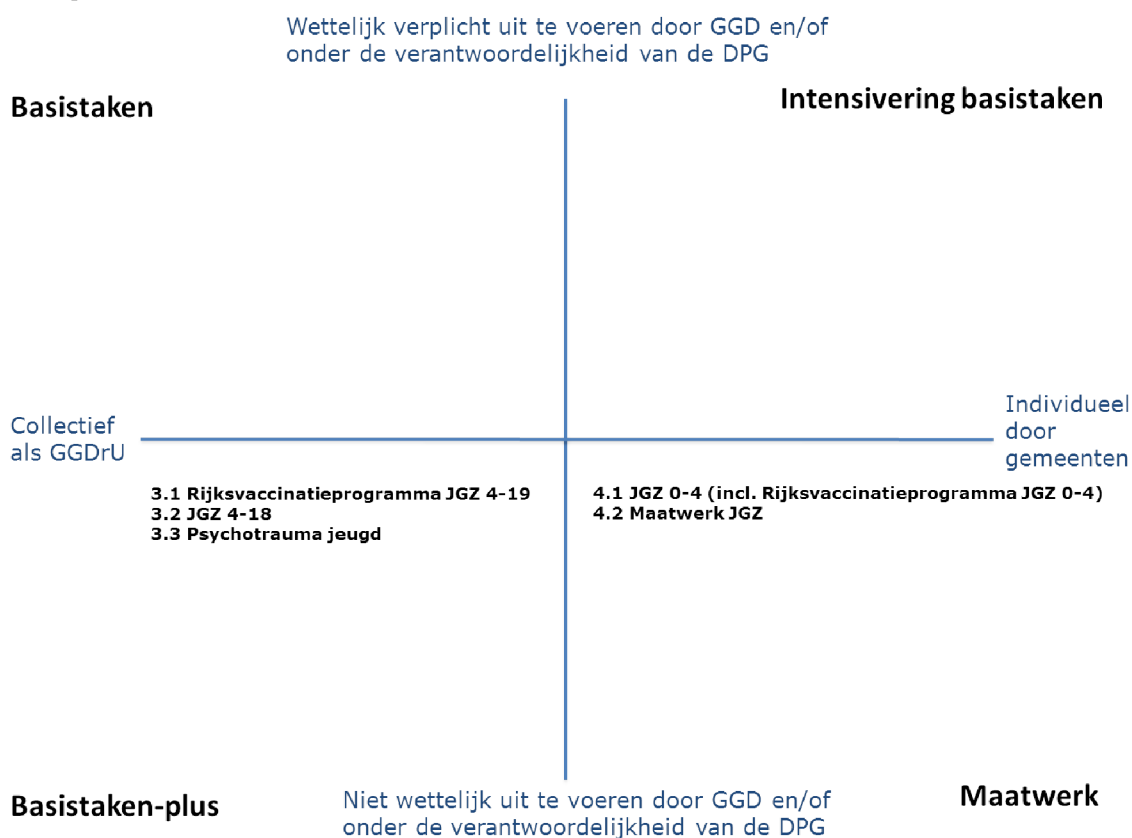 Wettelijk verplicht uit te voeren door GGD en/of
onder de verantwoordelijkheid van de DPG
Basistaken
Intensivering basistaken
Collectief
als GGDrU
Individueel
door
gemeenten
3.1 Rijksvaccinatieprogramma JGZ 4-19
3.2 JGZ 4-18
3.3 Psychotrauma jeugd
4.1 JGZ 0-4 (incl. Rijksvaccinatieprogramma JGZ 0-4)
4.2 Maatwerk JGZ
Basistaken-plus
Niet wettelijk uit te voeren door GGD en/of
onder de verantwoordelijkheid van de DPG
Maatwerk